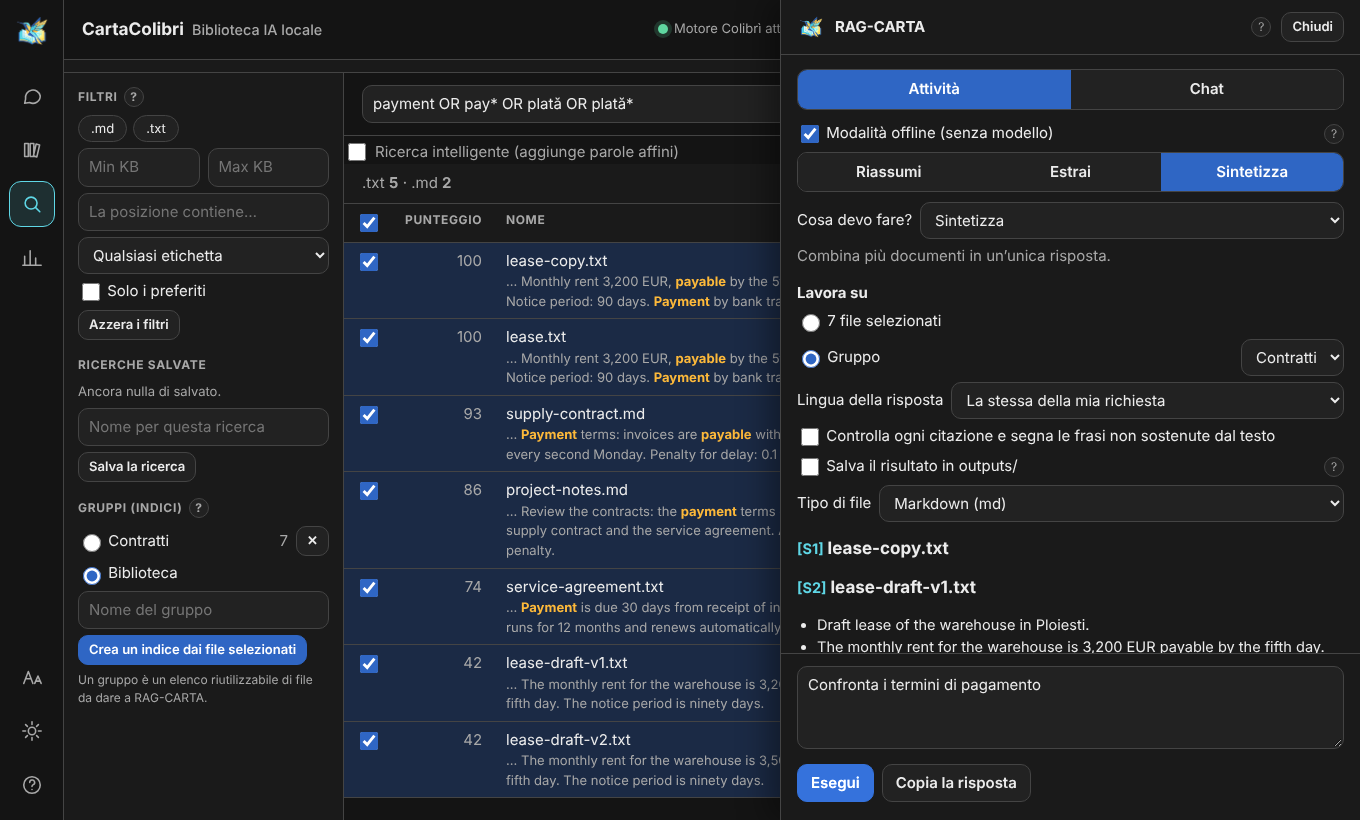 CartaColibri Biblioteca IA locale
Motore Colibrì att
FILTRI ?
.md .txt
Min KB Max KB
La posizione contiene…
Qualsiasi etichetta
Solo i preferiti
Azzera i filtri
RICERCHE SALVATE
Ancora nulla di salvato.
Nome per questa ricerca
Salva la ricerca
GRUPPI (INDICI) ?
Contratti 7 ×
Biblioteca
Nome del gruppo
Crea un indice dai file selezionati
Un gruppo è un elenco riutilizzabile di file
da dare a RAG-CARTA.
AA
payment OR pay* OR plată OR plată*
Ricerca intelligente (aggiunge parole affini)
.txt 5 · .md 2
PUNTEGGIO NOME
100 lease-copy.txt
… Monthly rent 3,200 EUR, payable by the 5
Notice period: 90 days. Payment by bank tra
100 lease.txt
… Monthly rent 3,200 EUR, payable by the 5
Notice period: 90 days. Payment by bank tra
93 supply-contract.md
… Payment terms: invoices are payable with
every second Monday. Penalty for delay: 0.1
86 project-notes.md
… Review the contracts: the payment terms
supply contract and the service agreement.
penalty.
74 service-agreement.txt
… Payment is due 30 days from receipt of in
runs for 12 months and renews automatically
42 lease-draft-v1.txt
… The monthly rent for the warehouse is 3,20
fifth day. The notice period is ninety days.
42 lease-draft-v2.txt
… The monthly rent for the warehouse is 3,50
fifth day. The notice period is ninety days.
RAG-CARTA ? Chiudi
Attività Chat
Modalità offline (senza modello) ?
Riassumi Estrai Sintetizza
Cosa devo fare? Sintetizza
Combina più documenti in un’unica risposta.
Lavora su
7 file selezionati
Gruppo Contratti
Lingua della risposta La stessa della mia richiesta
Controlla ogni citazione e segna le frasi non sostenute dal testo
Salva il risultato in outputs/ ?
Tipo di file Markdown (md)
[S1] lease-copy.txt
[S2] lease-draft-v1.txt
• Draft lease of the warehouse in Ploiesti.
• The monthly rent for the warehouse is 3,200 EUR payable by the fifth day.
Confronta i termini di pagamento
Esegui Copia la risposta